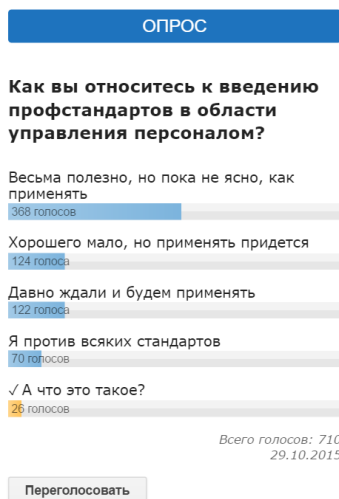 ОПРОС
Как вы относитесь к введению
профстандартов в области
управления персоналом?
Весьма полезно, но пока не ясно, как
применять
368 голосов
Хорошего мало, но применять придется
124 голоса
Давно ждали и будем применять
122 голоса
Я против всяких стандартов
70 голосов
✓ А что это такое?
26 голосов
Всего голосов: 710
29.10.2015
Переголосовать